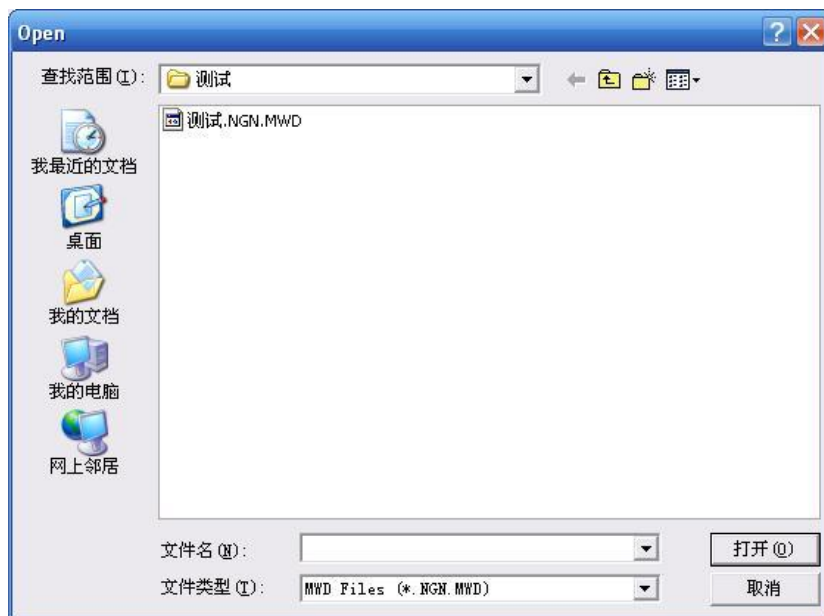 Open
查找范围(I):
测试
测试.NGN.MWD
我最近的文档
桌面
我的文档
我的电脑
网上邻居
文件名(N):
打开(O)
文件类型(T):
MWD Files (*.NGN.MWD)
取消